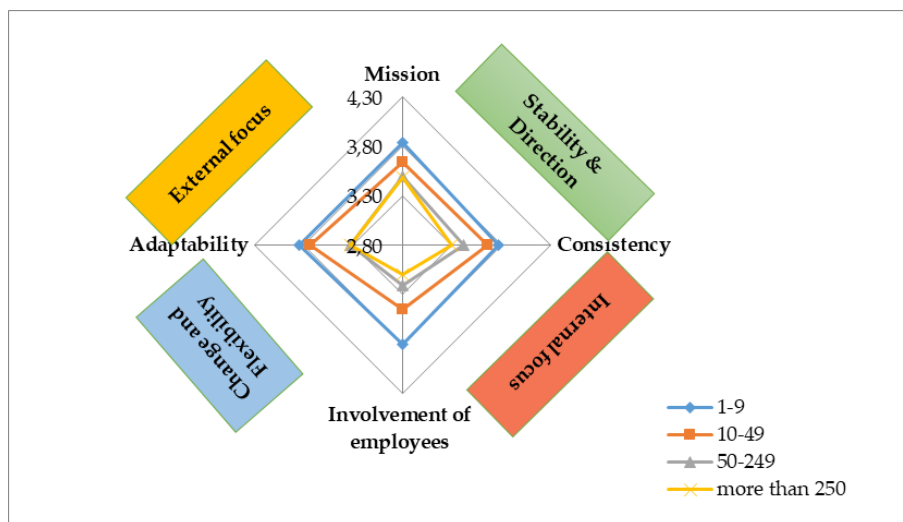 Mission
4,30
3,80
3,30
2,80
External focus
Stability &
Direction
Adaptability
Consistency
Change and
Flexibility
Internal focus
Involvement of
employees
1-9
10-49
50-249
more than 250